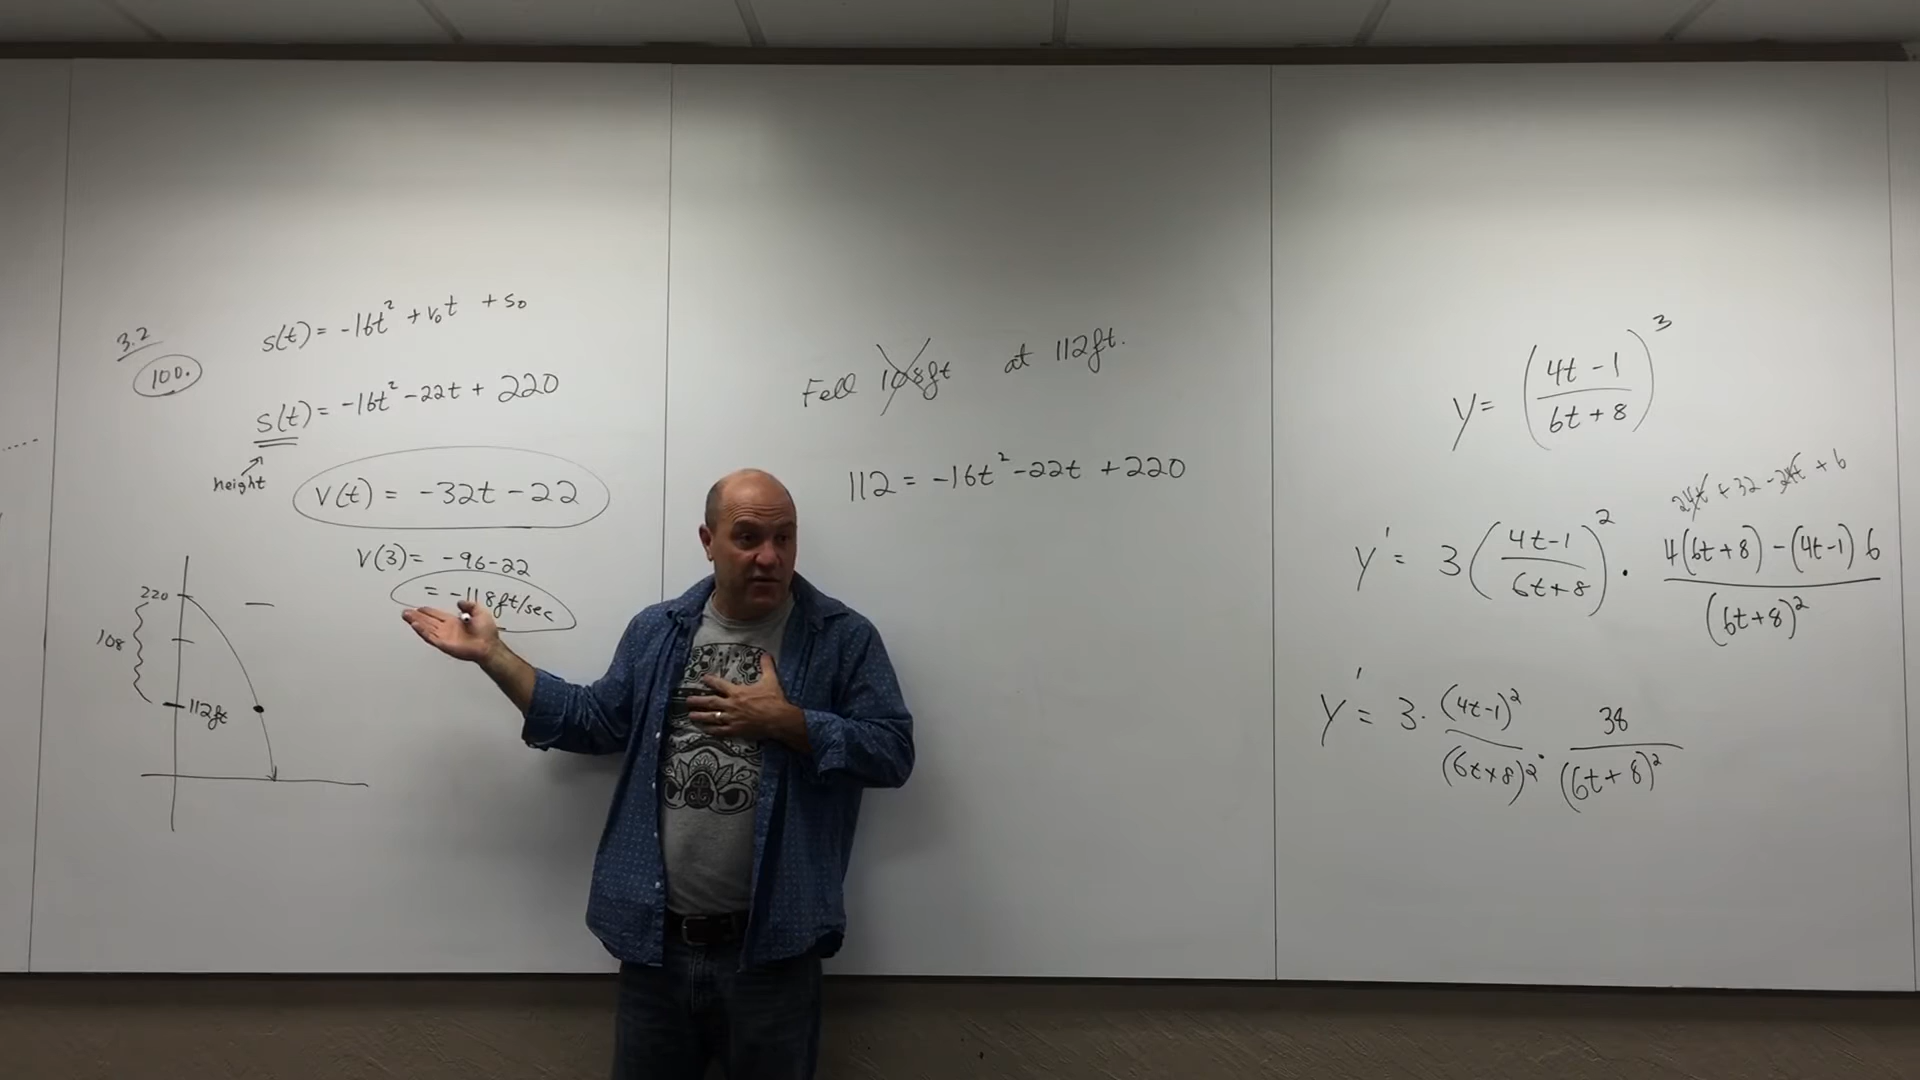 3.2
100.
s(t) = -16t² + v₀t + s₀
s(t) = -16t² - 22t + 220
height
v(t) = -32t - 22
v(3) = -96-22
= -118ft/sec
220
108
112ft
Fell 108ft at 112ft.
112 = -16t² - 22t + 220
y = (4t - 1 / 6t + 8)³
24t + 32 - 24t + 6
y' = 3 (4t-1 / 6t+8)² · 4(6t+8) - (4t-1) 6 / (6t+8)²
y' = 3 · (4t-1)² / (6t+8)² · 38 / (6t+8)²